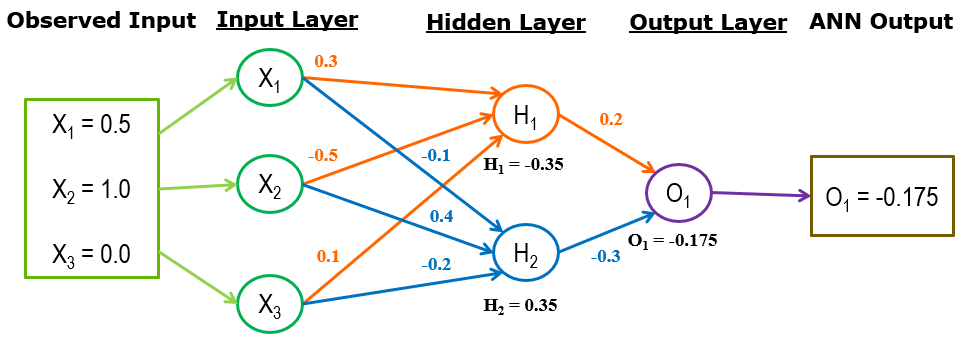 Observed Input
Input Layer
Hidden Layer
Output Layer
ANN Output
X₁ = 0.5
X₂ = 1.0
X₃ = 0.0
X₁
X₂
X₃
0.3
-0.5
0.1
-0.1
0.4
-0.2
H₁
H₁ = -0.35
H₂
H₂ = 0.35
0.2
-0.3
O₁
O₁ = -0.175
O₁ = -0.175